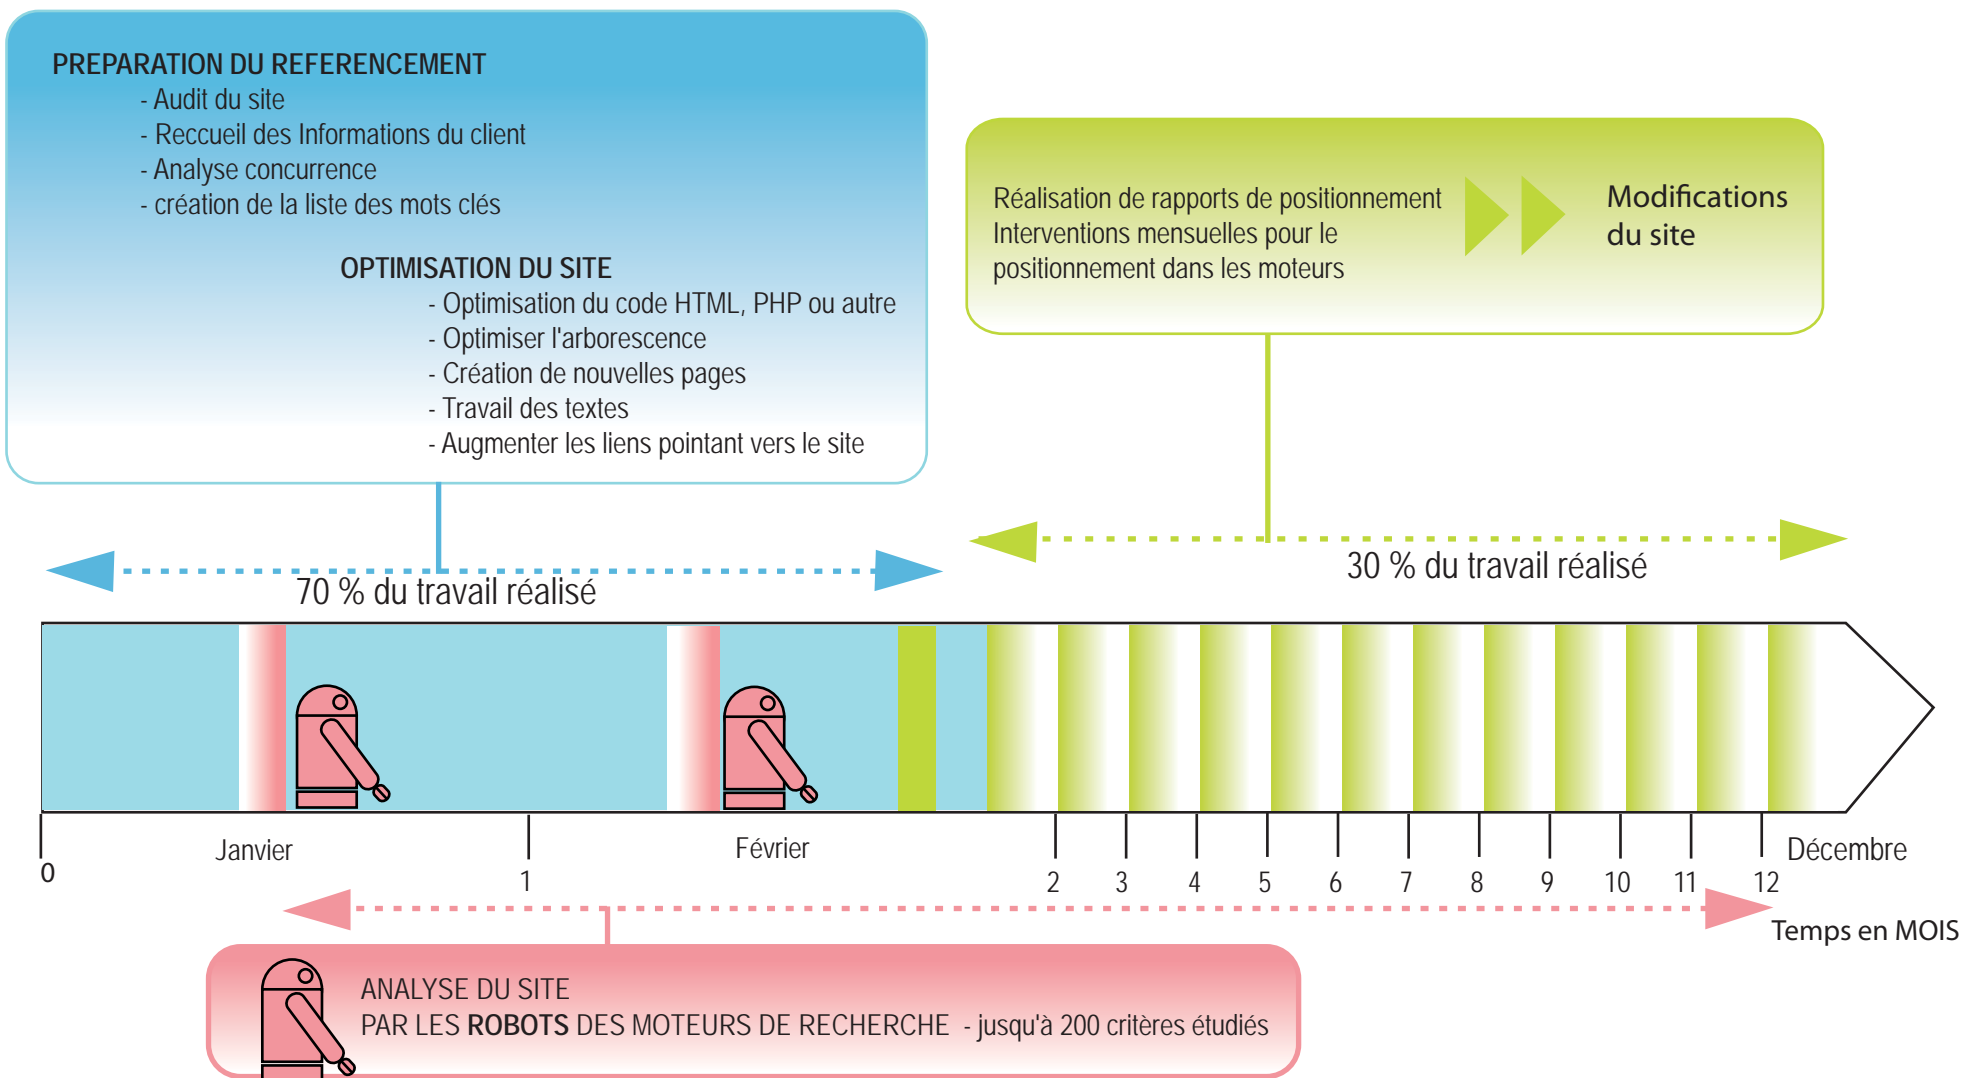 PREPARATION DU REFERENCEMENT
- Audit du site
- Reccueil des Informations du client
- Analyse concurrence
- création de la liste des mots clés
OPTIMISATION DU SITE
- Optimisation du code HTML, PHP ou autre
- Optimiser l'arborescence
- Création de nouvelles pages
- Travail des textes
- Augmenter les liens pointant vers le site
Réalisation de rapports de positionnement
Interventions mensuelles pour le
positionnement dans les moteurs
Modifications
du site
70 % du travail réalisé
30 % du travail réalisé
Janvier
Février
Décembre
0
1
2
3
4
5
6
7
8
9
10
11
12
Temps en MOIS
ANALYSE DU SITE
PAR LES ROBOTS DES MOTEURS DE RECHERCHE - jusqu'à 200 critères étudiés